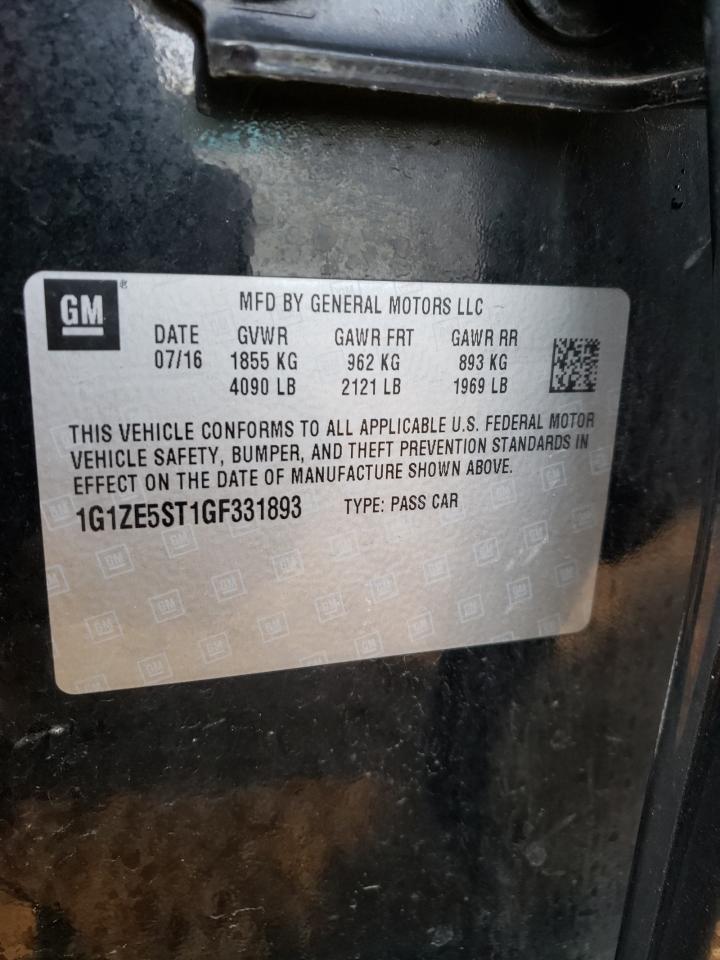 GM®
MFD BY GENERAL MOTORS LLC
DATE GVWR GAWR FRT GAWR RR
07/16 1855 KG 962 KG 893 KG
4090 LB 2121 LB 1969 LB
THIS VEHICLE CONFORMS TO ALL APPLICABLE U.S. FEDERAL MOTOR
VEHICLE SAFETY, BUMPER, AND THEFT PREVENTION STANDARDS IN
EFFECT ON THE DATE OF MANUFACTURE SHOWN ABOVE.
1G1ZE5ST1GF331893 TYPE: PASS CAR